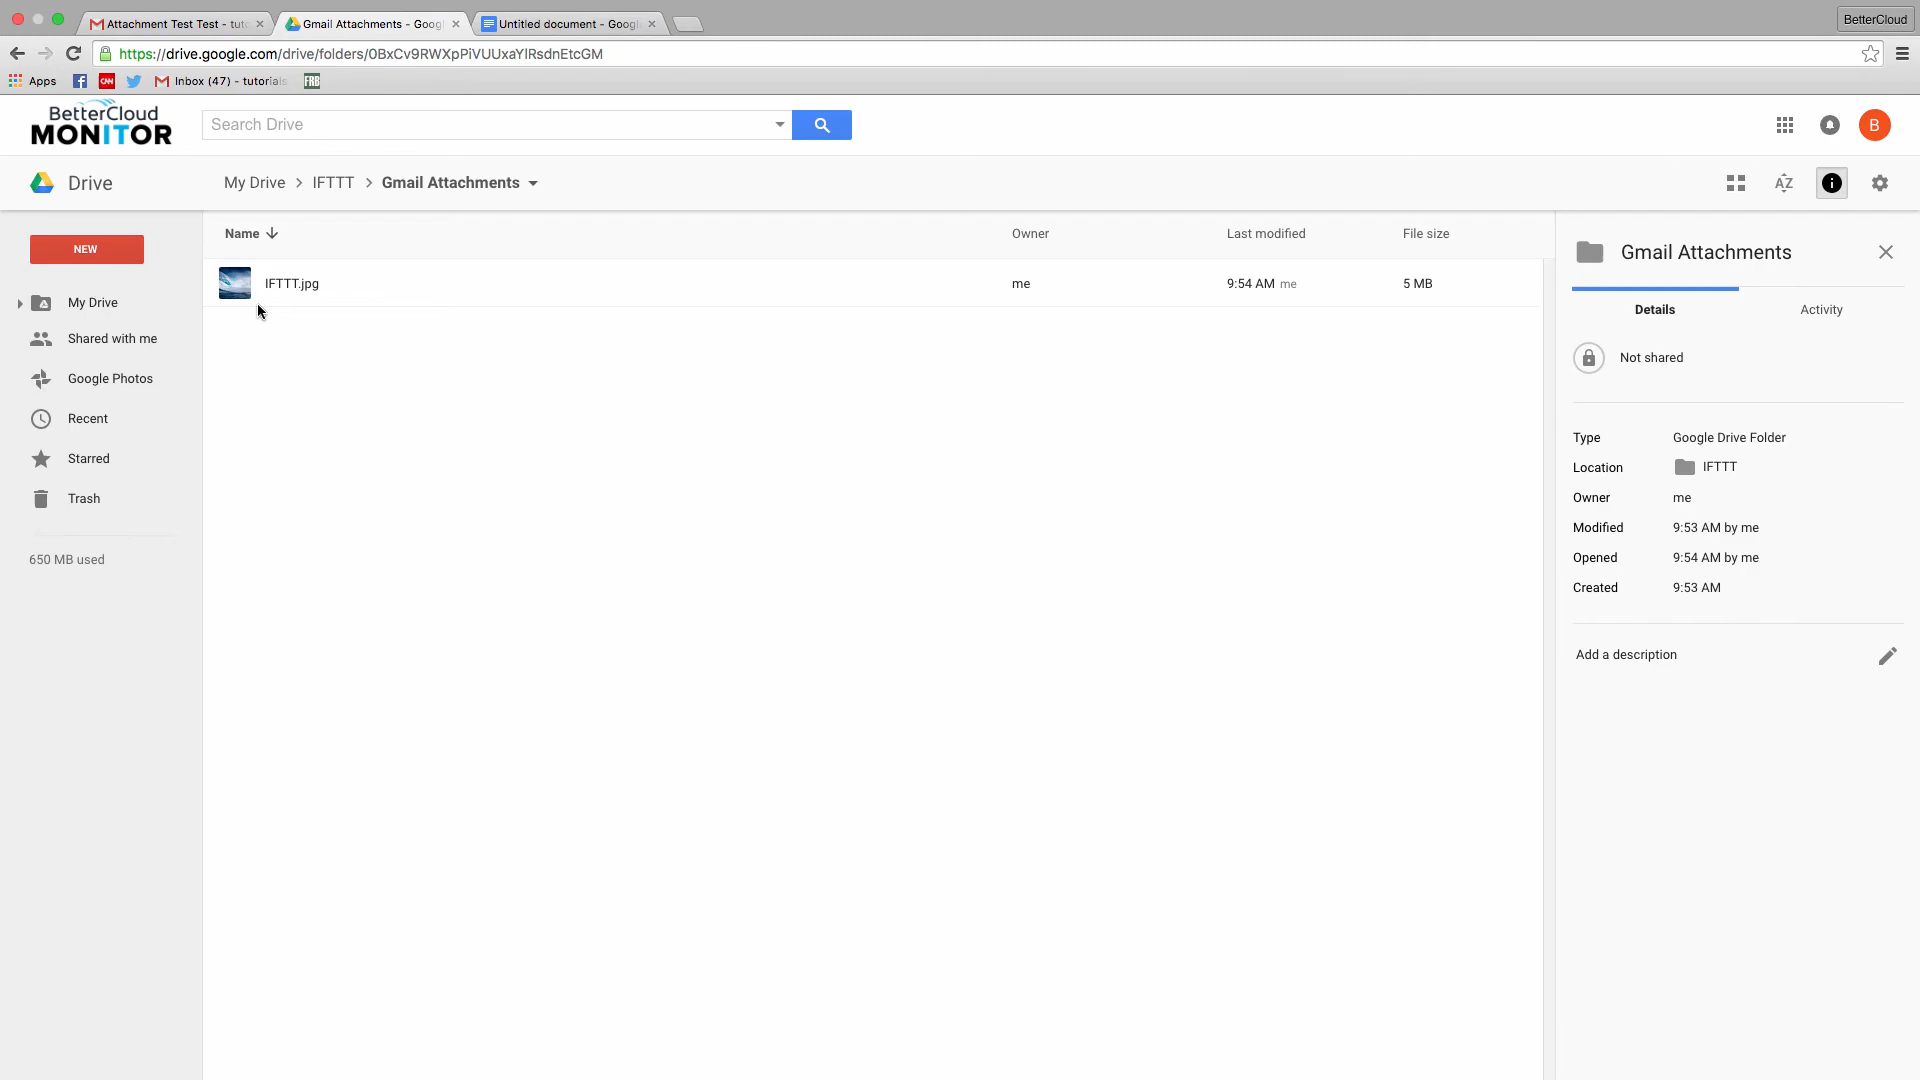 Attachment Test Test - tuto
Gmail Attachments - Goog
Untitled document - Goog
BetterCloud
https://drive.google.com/drive/folders/0BxCv9RWXpPiVUUxaYlRsdnEtcGM
Apps
CNN
Inbox (47) - tutorials
FRB
BetterCloud
MONITOR
Search Drive
B
Drive
My Drive > IFTTT > Gmail Attachments
AZ
NEW
My Drive
Shared with me
Google Photos
Recent
Starred
Trash
650 MB used
Name Owner Last modified File size
IFTTT.jpg me 9:54 AM me 5 MB
Gmail Attachments
Details Activity
Not shared
Type Google Drive Folder
Location IFTTT
Owner me
Modified 9:53 AM by me
Opened 9:54 AM by me
Created 9:53 AM
Add a description